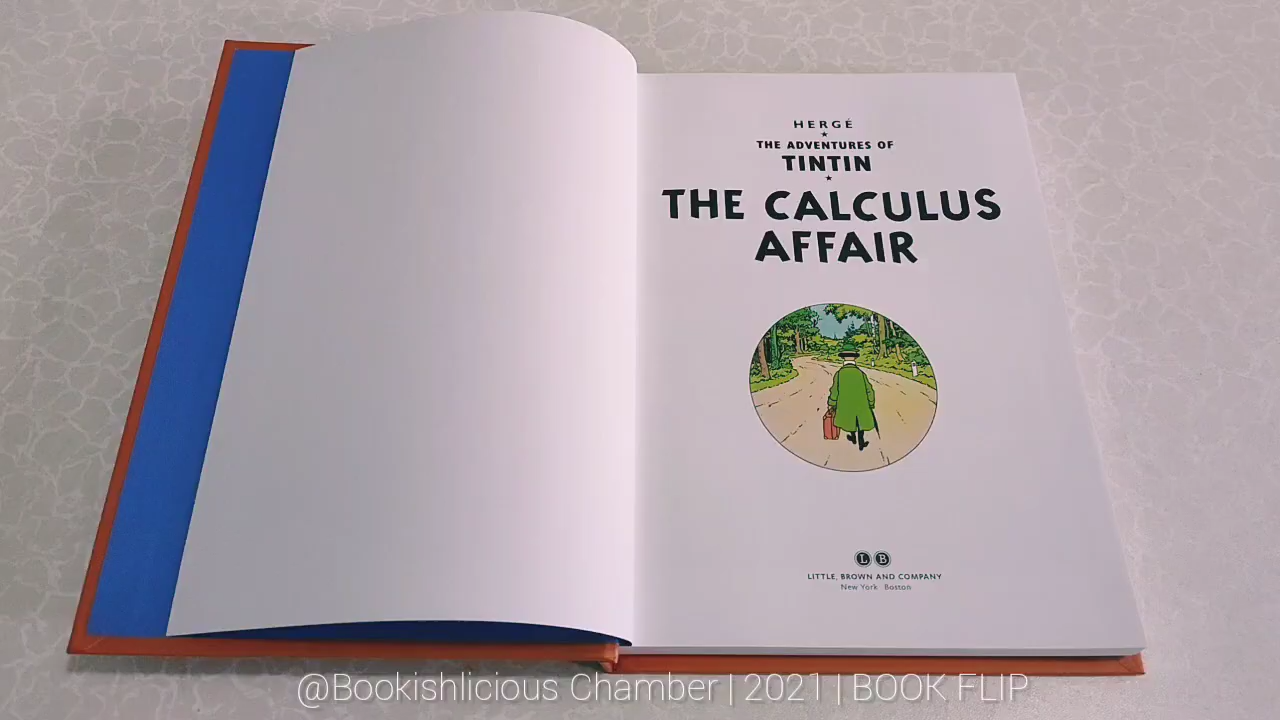 HERGÉ
THE ADVENTURES OF
TINTIN
THE CALCULUS
AFFAIR
L B
LITTLE, BROWN AND COMPANY
New York Boston
@Bookishlicious Chamber | 2021 | BOOK FLIP